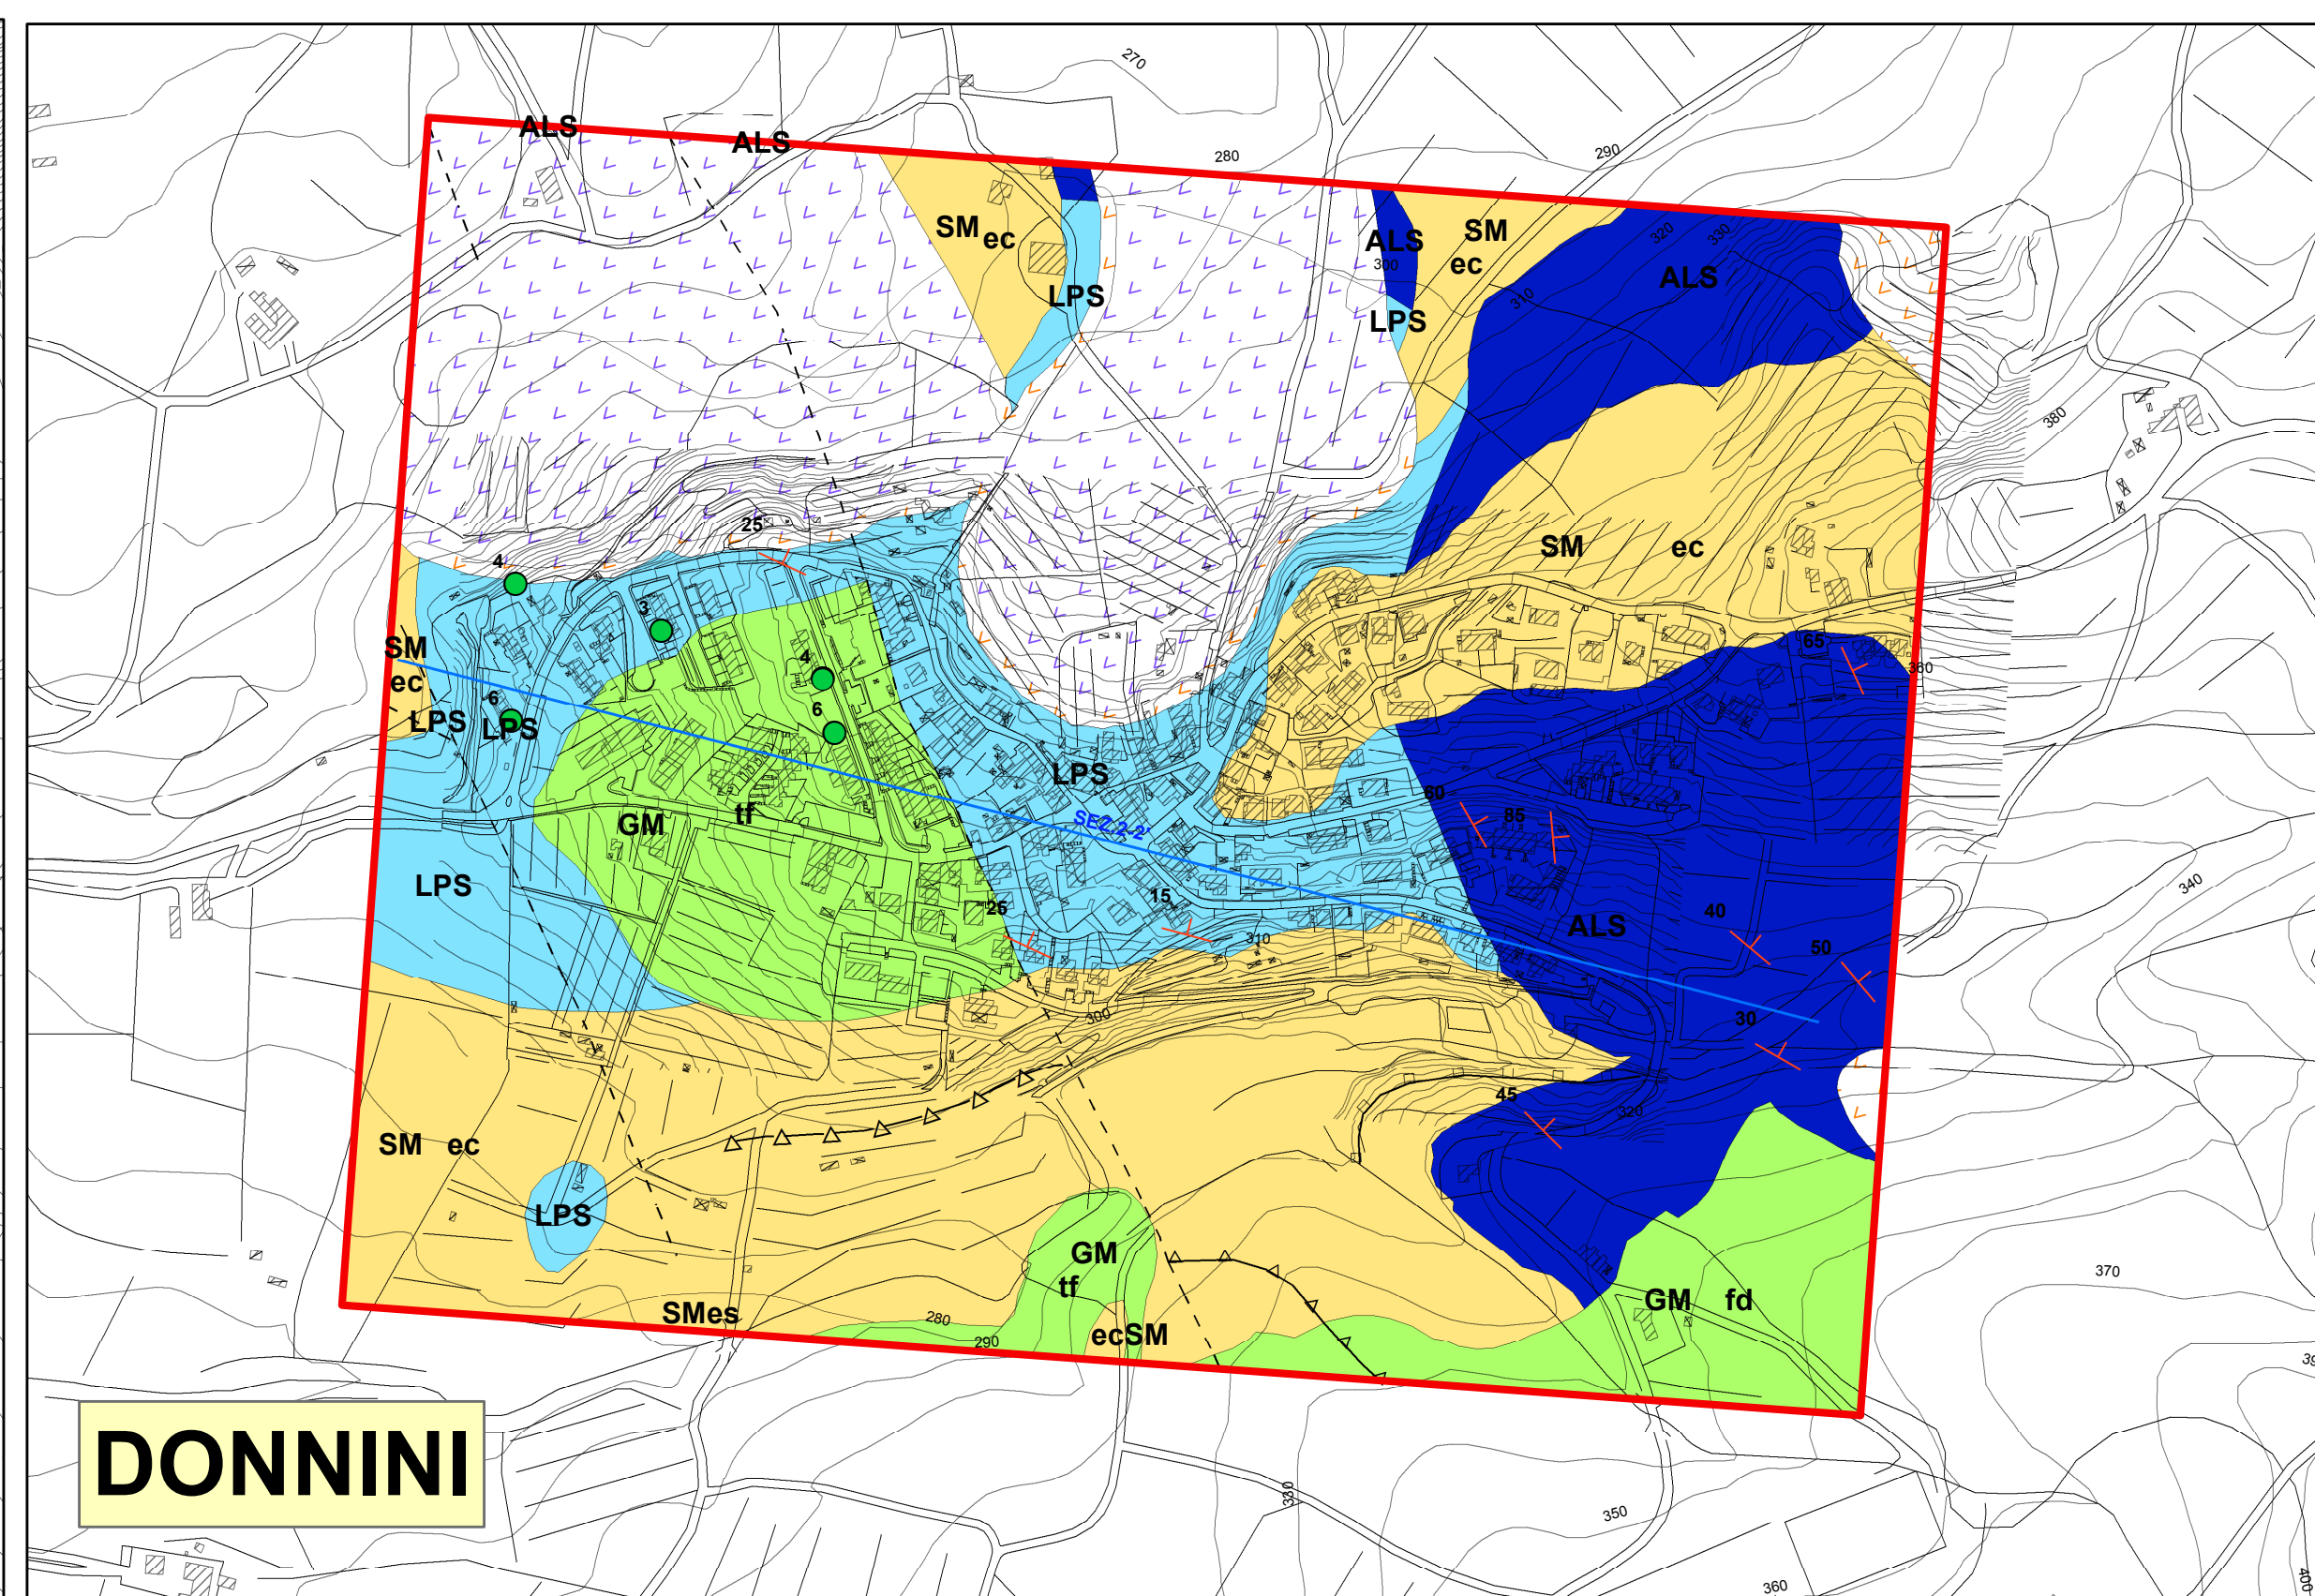 270
ALS
ALS
280
290
SM ec
ALS
SM
ec
300
320
330
310
ALS
LPS
LPS
380
25
4
3
SM ec
4
6
6
SM
ec
LPS
LPS
65
360
LPS
GM tf
SEZ.2-2'
60
85
LPS
26
15
310
ALS
40
50
340
30
300
45
320
SM ec
LPS
GM
tf
SMes
280
290
ecSM
GM fd
370
DONNINI
330
350
360
400